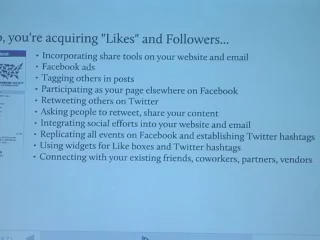 , you're acquiring "Likes" and Followers...
• Incorporating share tools on your website and email
• Facebook ads
• Tagging others in posts
• Participating as your page elsewhere on Facebook
• Retweeting others on Twitter
• Asking people to retweet, share your content
• Integrating social efforts into your website and email
• Replicating all events on Facebook and establishing Twitter hashtags
• Using widgets for Like boxes and Twitter hashtags
• Connecting with your existing friends, coworkers, partners, vendors